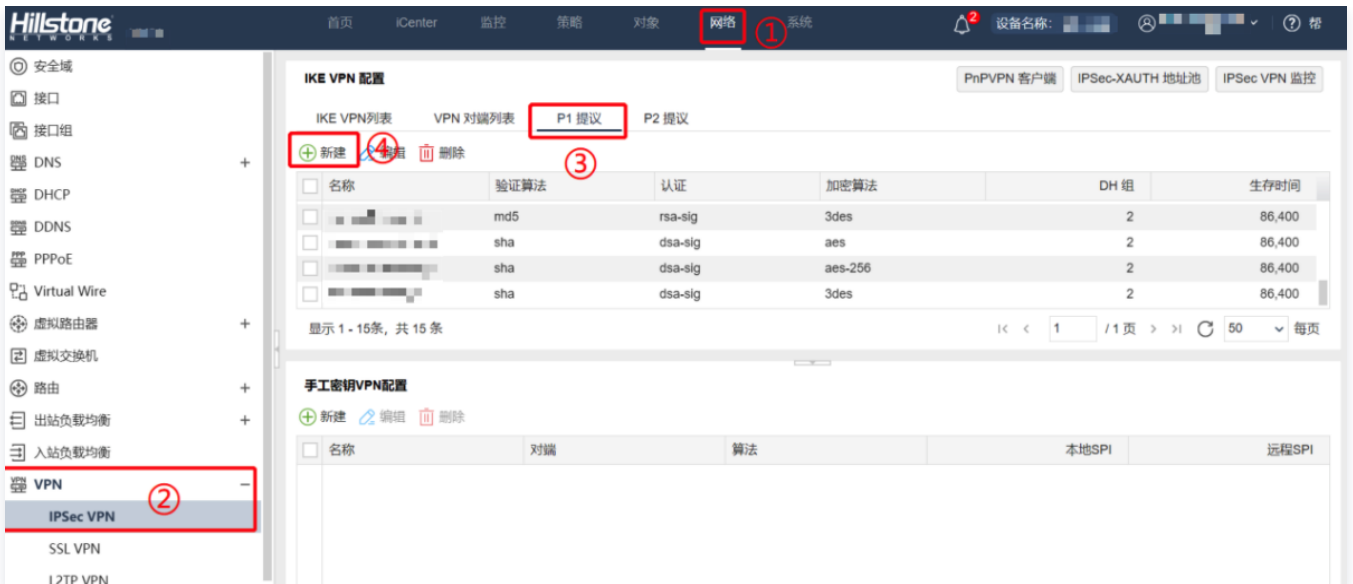 Hillstone 首页 iCenter 监控 策略 对象 网络 ① 系统 2 设备名称: 帮
NETWORKS
安全域
接口
接口组
DNS +
DHCP
DDNS
PPPoE
Virtual Wire
虚拟路由器 +
虚拟交换机
路由 +
出站负载均衡 +
入站负载均衡
VPN −
②
IPSec VPN
SSL VPN
L2TP VPN
IKE VPN 配置 PnPVPN 客户端 IPSec-XAUTH 地址池 IPSec VPN 监控
IKE VPN列表 VPN 对端列表 P1 提议 P2 提议
③
新建 ④ 编辑 删除
名称 验证算法 认证 加密算法 DH 组 生存时间
md5 rsa-sig 3des 2 86,400
sha dsa-sig aes 2 86,400
sha dsa-sig aes-256 2 86,400
sha dsa-sig 3des 2 86,400
显示 1 - 15条，共 15 条 1 / 1 页 50 每页
手工密钥VPN配置
新建 编辑 删除
名称 对端 算法 本地SPI 远程SPI